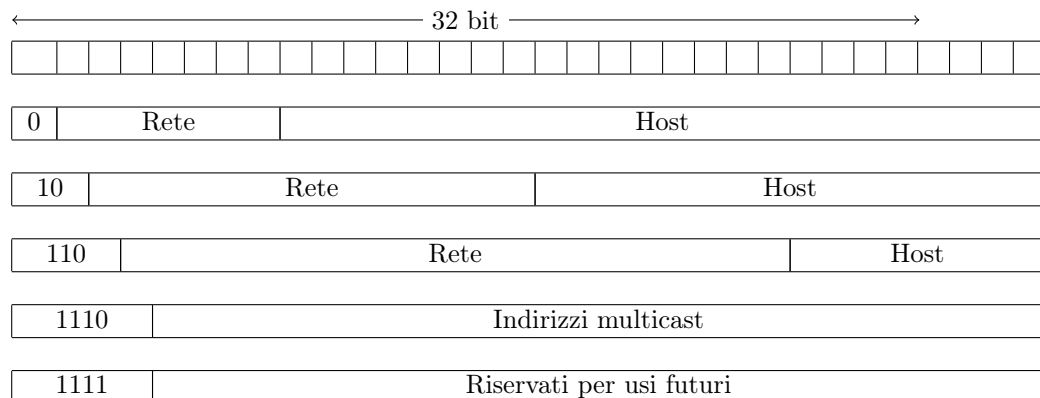 32 bit
0 Rete Host
10 Rete Host
110 Rete Host
1110 Indirizzi multicast
1111 Riservati per usi futuri